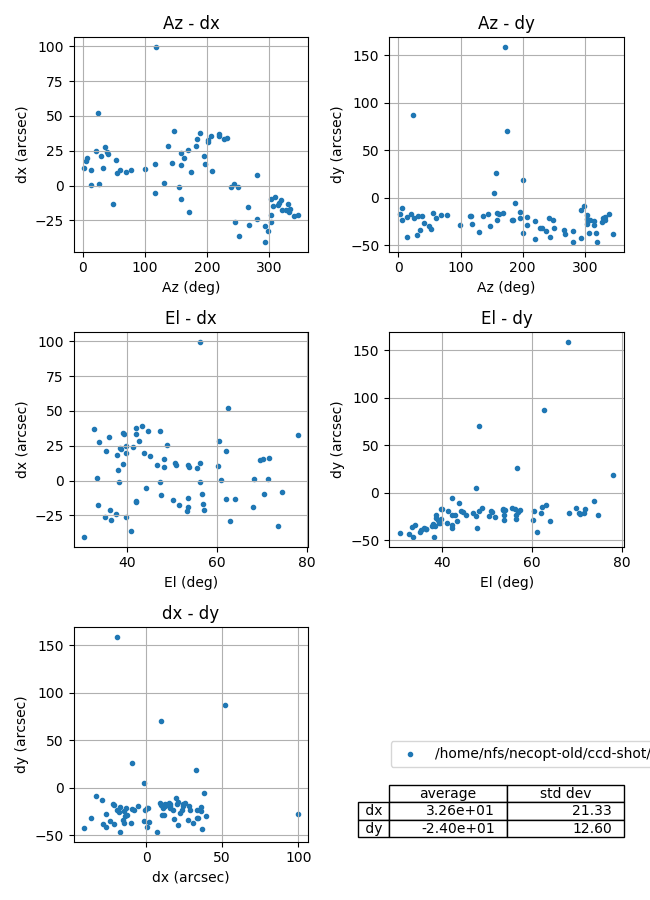 Az - dx
Az - dy
100
75
50
25
0
−25
dx (arcsec)
0
100
200
300
Az (deg)
150
100
50
0
−50
dy (arcsec)
0
100
200
300
Az (deg)
El - dx
El - dy
100
75
50
25
0
−25
dx (arcsec)
40
60
80
El (deg)
150
100
50
0
−50
dy (arcsec)
40
60
80
El (deg)
dx - dy
150
100
50
0
−50
dy (arcsec)
0
50
100
dx (arcsec)
/home/nfs/necopt-old/ccd-shot/
average std dev
dx 3.26e+01 21.33
dy -2.40e+01 12.60